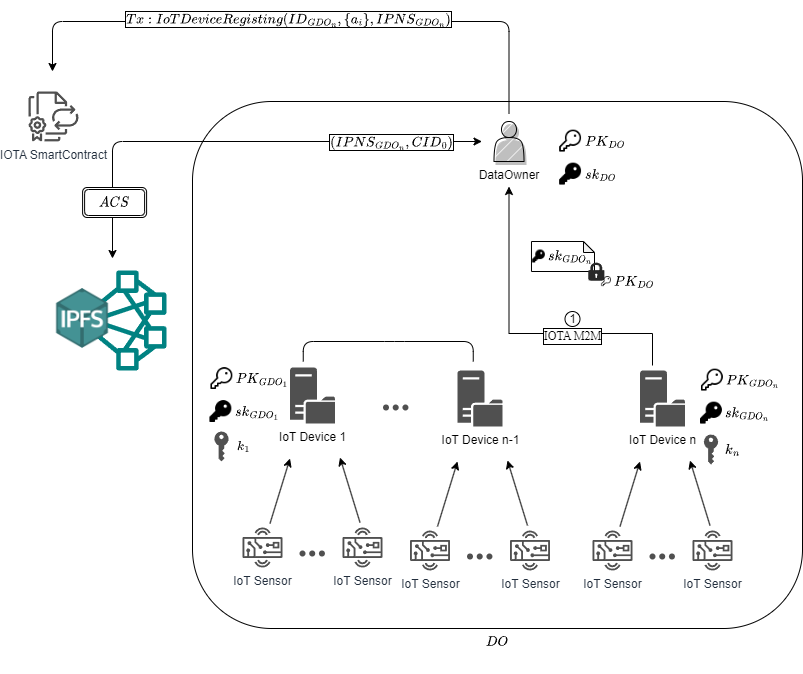 Tx : IoTDeviceRegisting(ID_{GDO_n}, {a_i}, IPNS_{GDO_n})
IOTA SmartContract
(IPNS_{GDO_n}, CID_0)
PK_{DO}
DataOwner
sk_{DO}
ACS
sk_{GDO_n}
PK_{DO}
IPFS
1
IOTA M2M
PK_{GDO_1}
PK_{GDO_n}
sk_{GDO_1}
sk_{GDO_n}
IoT Device 1
IoT Device n-1
IoT Device n
k_1
k_n
IoT Sensor
IoT Sensor
IoT Sensor
IoT Sensor
IoT Sensor
IoT Sensor
DO